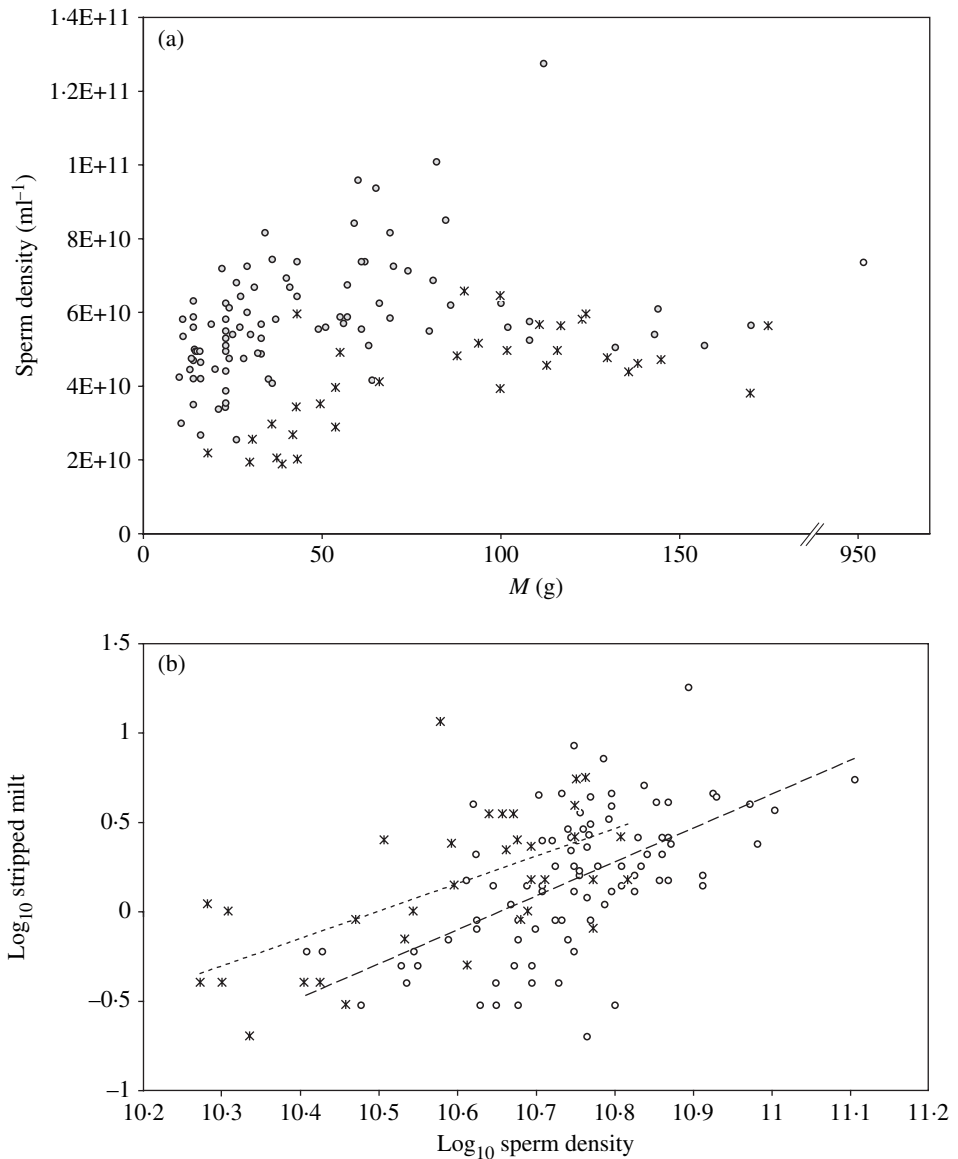 (a)
1·4E+11
1·2E+11
1E+11
8E+10
6E+10
4E+10
2E+10
0
Sperm density (ml⁻¹)
0 50 100 150 950
M (g)
(b)
1·5
1
0·5
0
−0·5
−1
Log₁₀ stripped milt
10·2 10·3 10·4 10·5 10·6 10·7 10·8 10·9 11 11·1 11·2
Log₁₀ sperm density